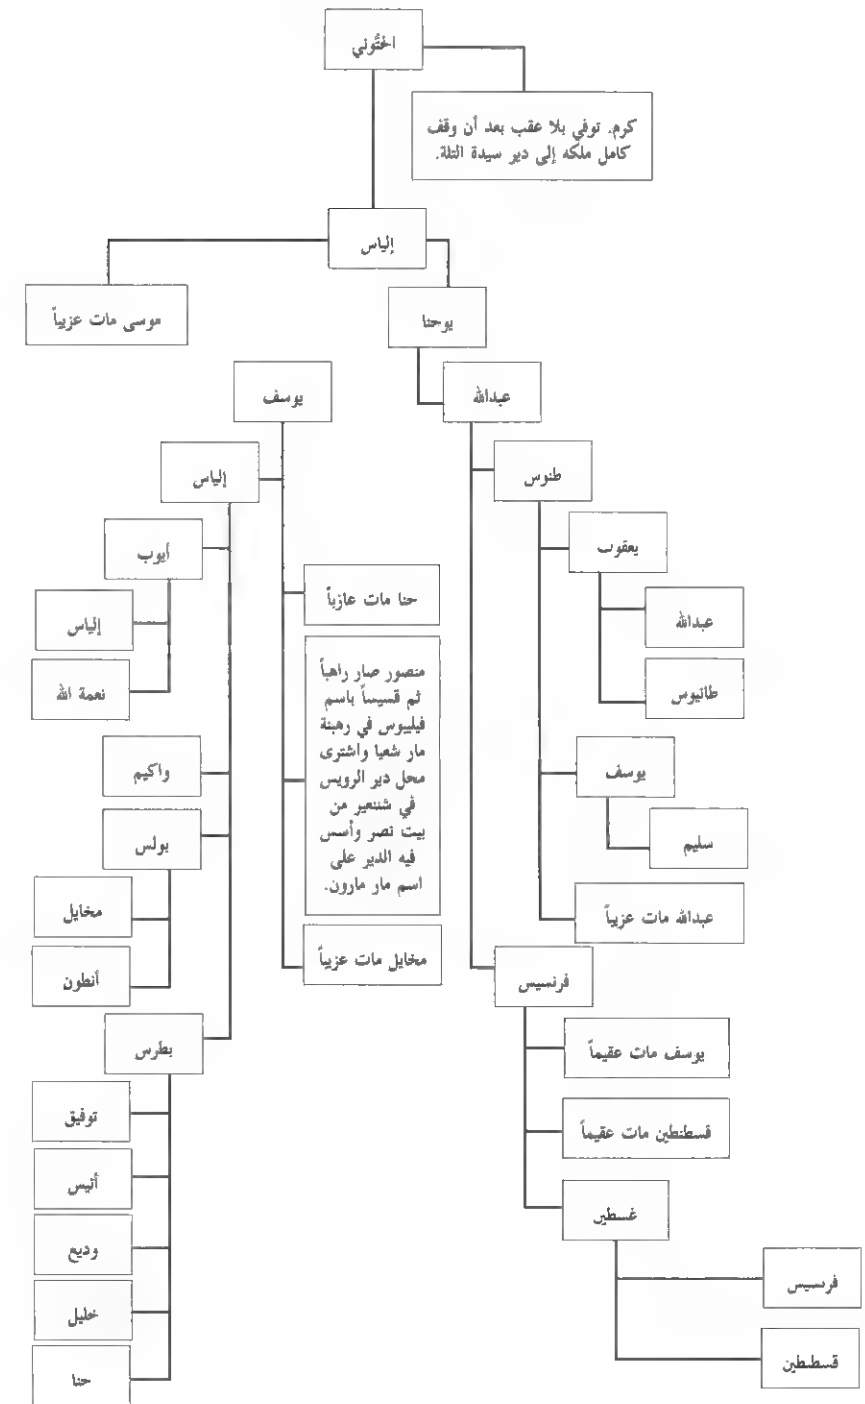 الحتّوني
كرم. توفي بلا عقب بعد أن وقف
كامل ملكه إلى دير سيدة التلة.
إلياس
موسى مات عزيباً
يوحنا
يوسف
عبدالله
طنوس
إلياس
يعقوب
أيوب
حنا مات عازباً
عبدالله
إلياس
منصور صار راهباً
ثم قسيساً باسم
فيليبوس في رهبنة
مار شعيا واشترى
محل دير الرويس
في شننعير من
بيت نصر وأسس
فيه الدير على
اسم مار مارون.
طانيوس
نعمة الله
واكيم
يوسف
بولس
سليم
مخايل
عبدالله مات عزيباً
مخايل مات عزيباً
أنطون
فرنسيس
بطرس
يوسف مات عقيماً
توفيق
قسطنطين مات عقيماً
أنيس
غسطين
وديع
فرنسيس
خليل
قسطنطين
حنا